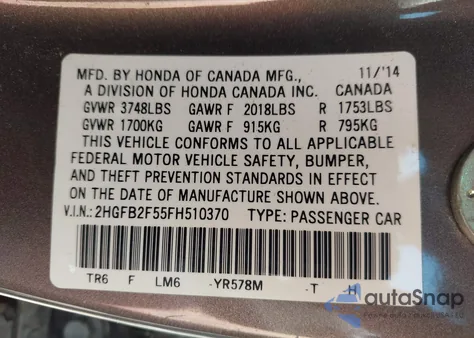 MFD. BY HONDA OF CANADA MFG., 11/'14
A DIVISION OF HONDA CANADA INC. CANADA
GVWR 3748LBS GAWR F 2018LBS R 1753LBS
GVWR 1700KG GAWR F 915KG R 795KG
THIS VEHICLE CONFORMS TO ALL APPLICABLE
FEDERAL MOTOR VEHICLE SAFETY, BUMPER,
AND THEFT PREVENTION STANDARDS IN EFFECT
ON THE DATE OF MANUFACTURE SHOWN ABOVE.
V.I.N.: 2HGFB2F55FH510370 TYPE: PASSENGER CAR
TR6 F LM6 -YR578M -T H
autoSnap